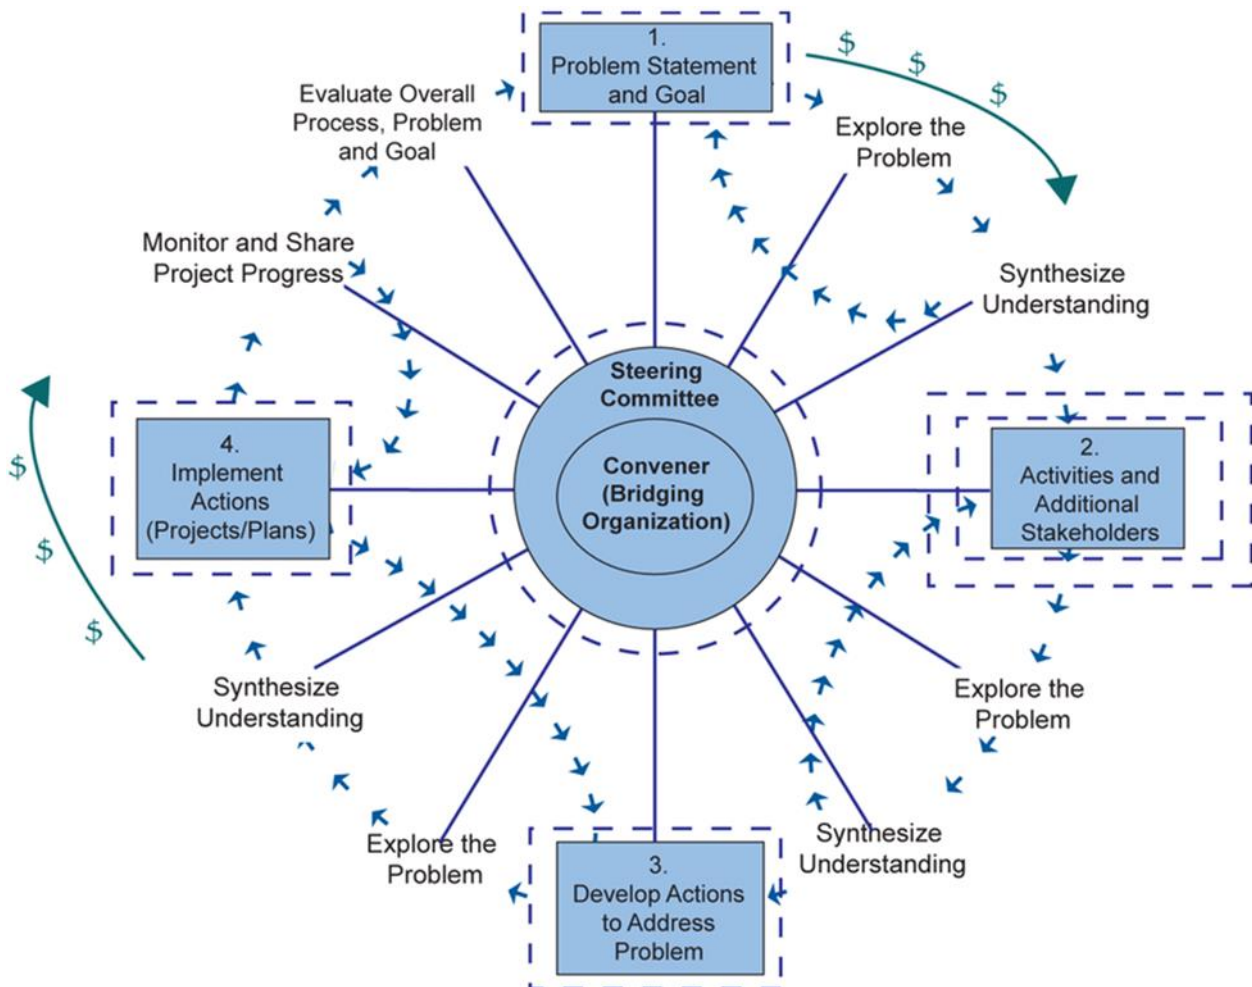 1.
Problem Statement
and Goal
$
$
$
Explore the
Problem
Synthesize
Understanding
2.
Activities and
Additional
Stakeholders
Explore the
Problem
Synthesize
Understanding
3.
Develop Actions
to Address
Problem
Explore the
Problem
Synthesize
Understanding
$
$
$
4.
Implement
Actions
(Projects/Plans)
Monitor and Share
Project Progress
Evaluate Overall
Process, Problem
and Goal
Steering
Committee
Convener
(Bridging
Organization)